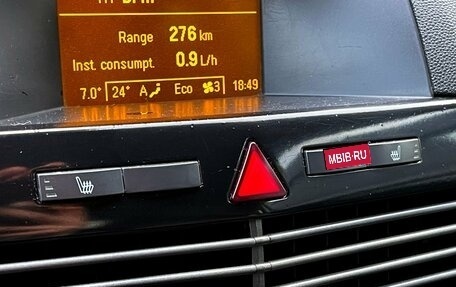 Range 276 km
Inst. consumpt. 0.9 L/h
7.0° 24° A Eco 3 18:49
MBIB·RU